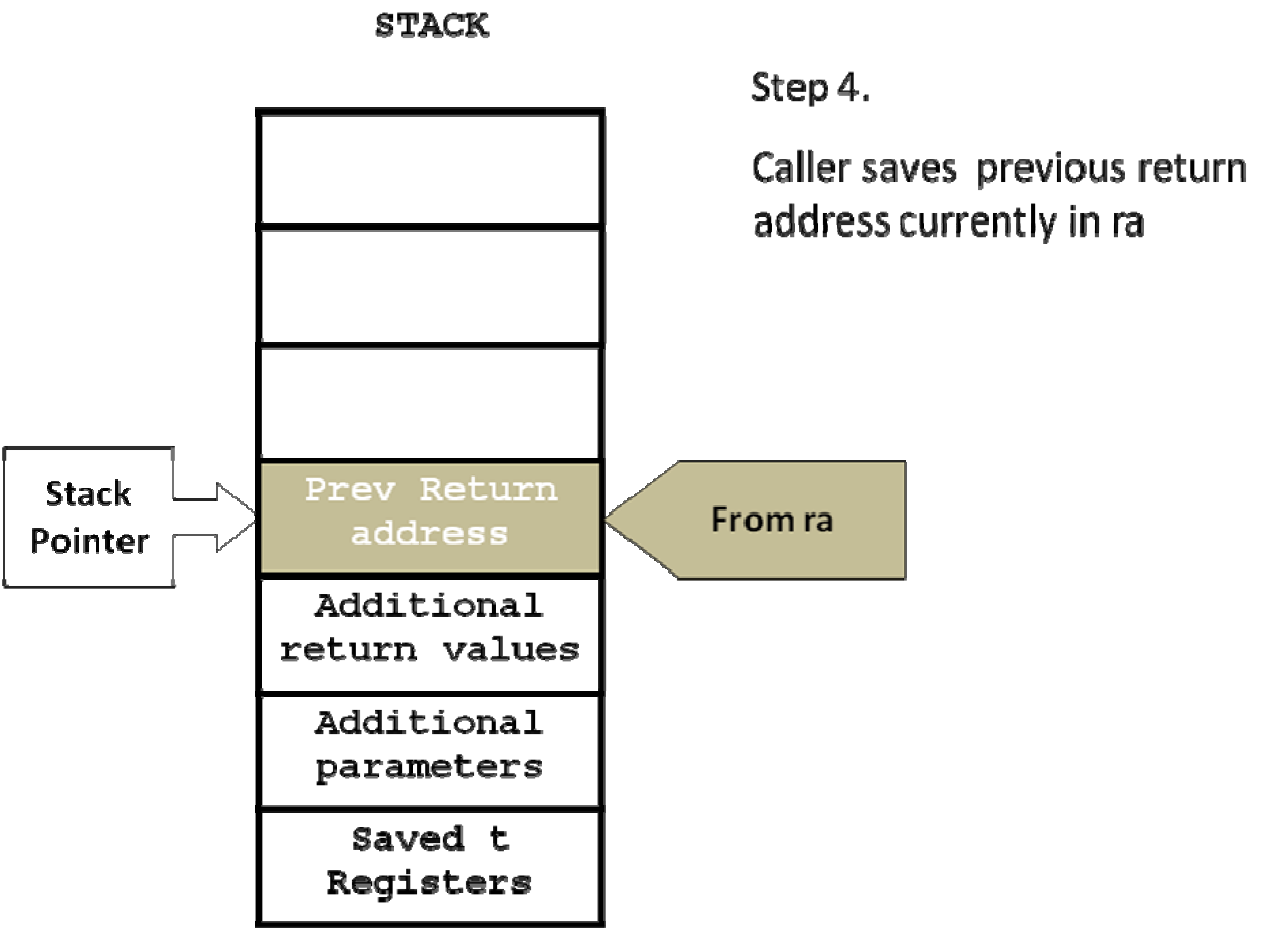 STACK
Step 4.
Caller saves previous return
address currently in ra
Stack
Pointer
Prev Return
address
From ra
Additional
return values
Additional
parameters
Saved t
Registers